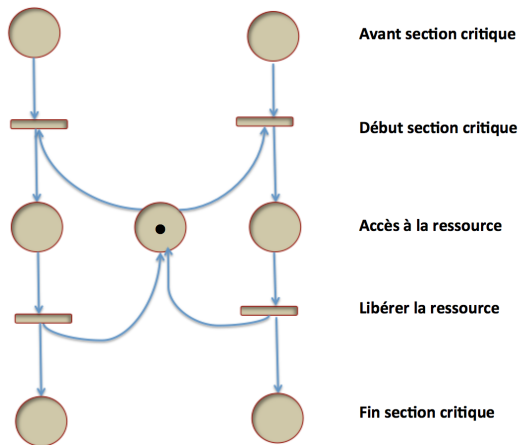 Avant section critique
Début section critique
Accès à la ressource
Libérer la ressource
Fin section critique